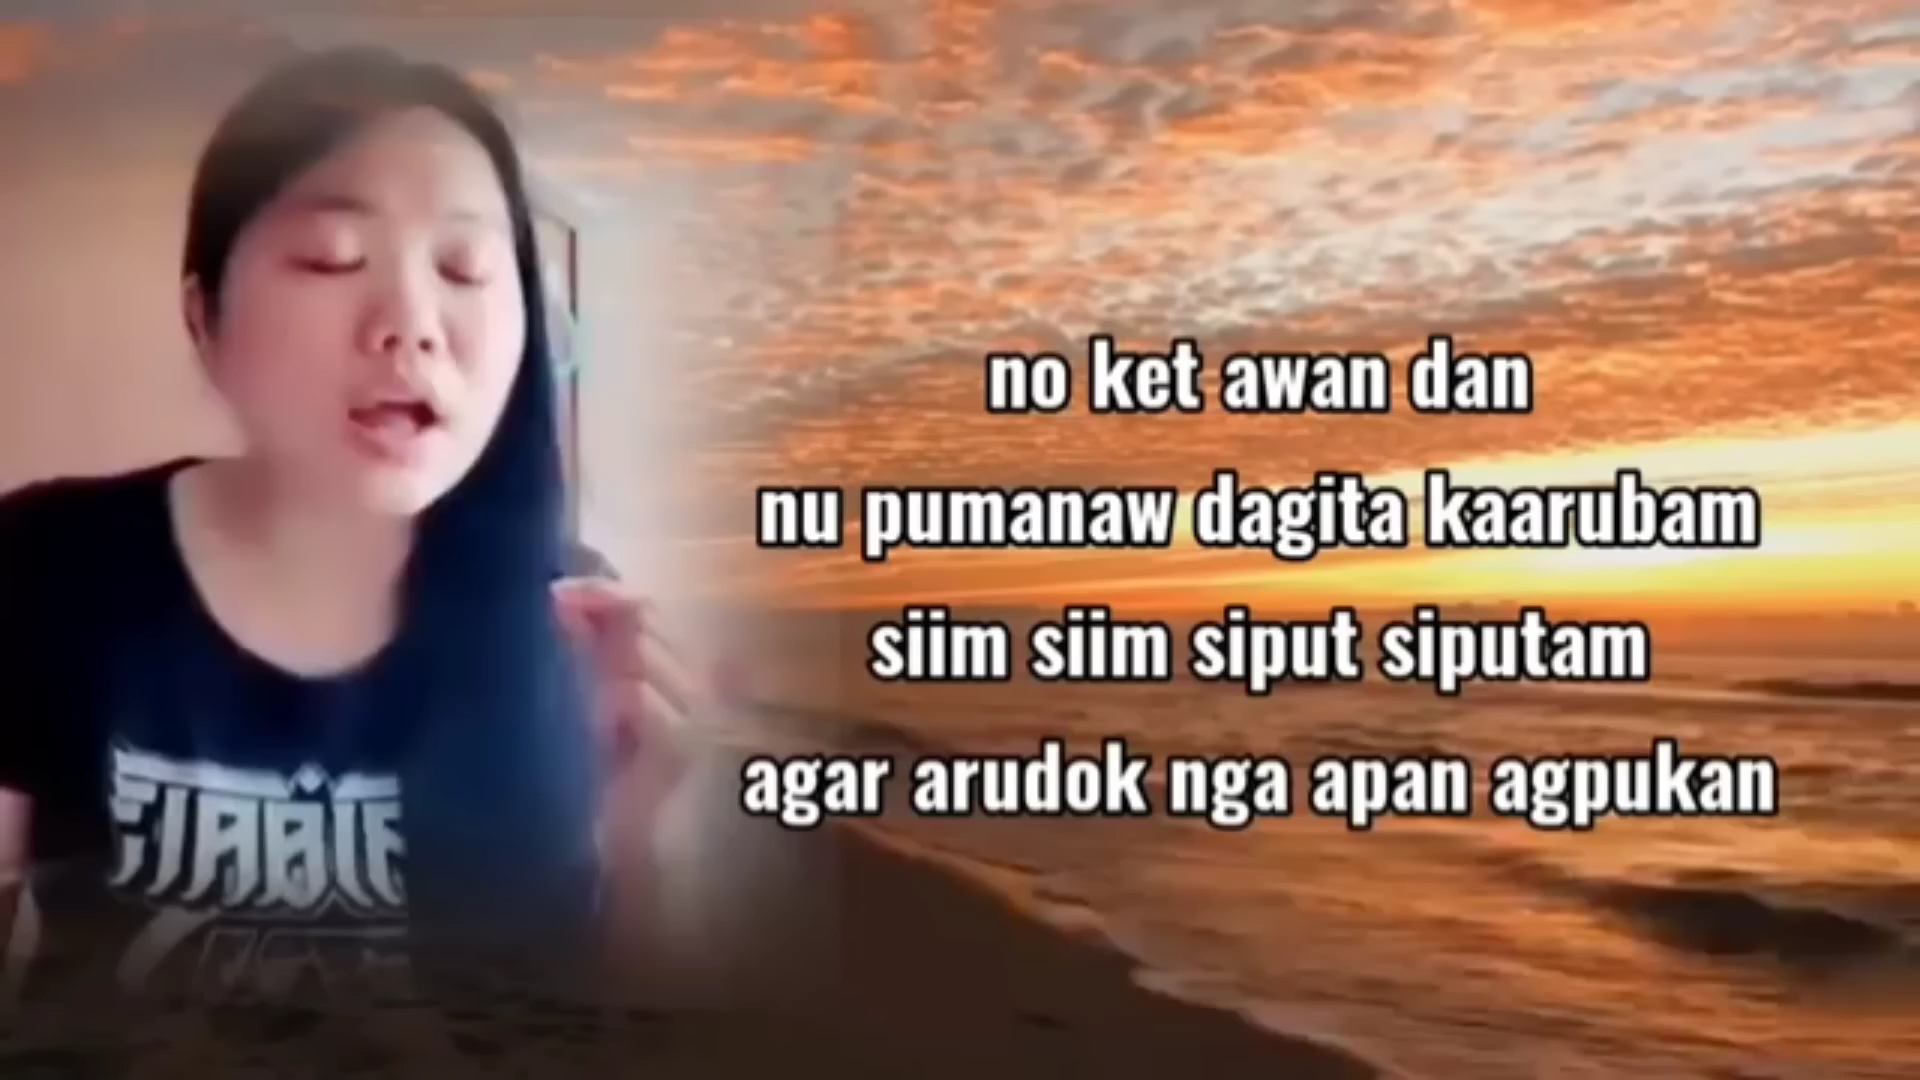 no ket awan dan
nu pumanaw dagita kaarubam
siim siim siput siputam
agar arudok nga apan agpukan